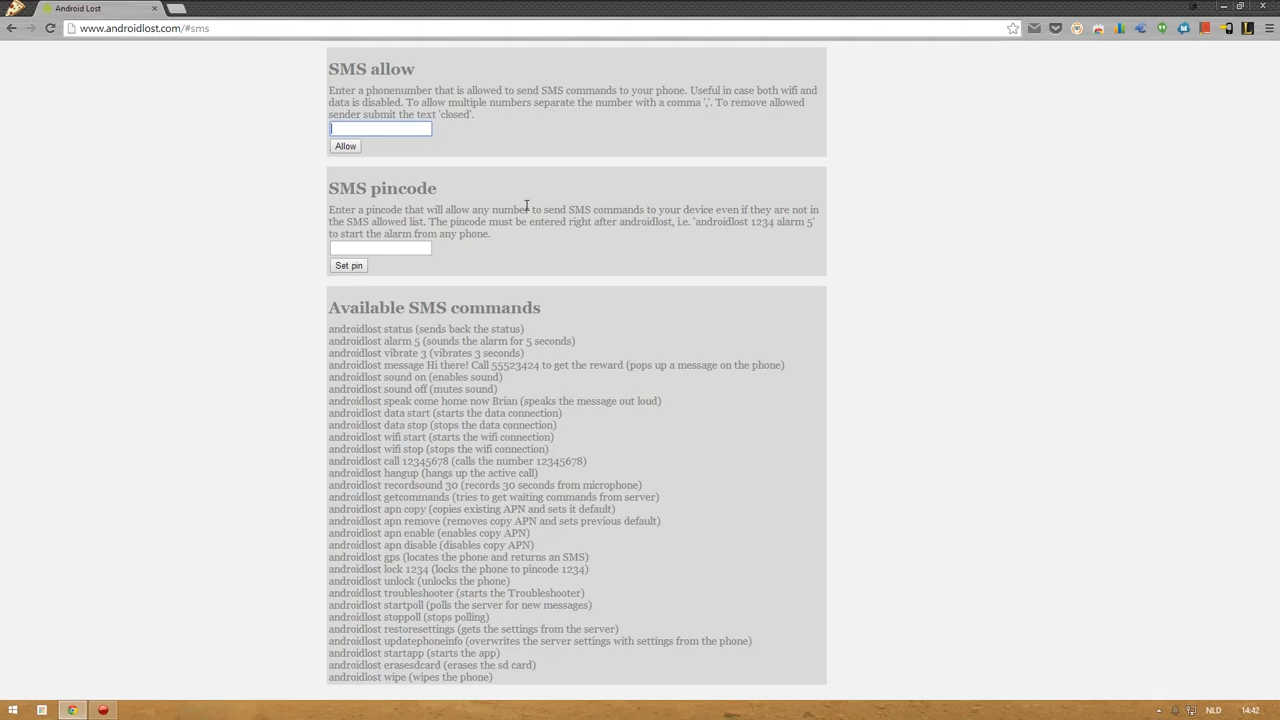 Android Lost
www.androidlost.com/#sms
SMS allow
Enter a phonenumber that is allowed to send SMS commands to your phone. Useful in case both wifi and
data is disabled. To allow multiple numbers separate the number with a comma ','. To remove allowed
sender submit the text 'closed'.
Allow
SMS pincode
Enter a pincode that will allow any number to send SMS commands to your device even if they are not in
the SMS allowed list. The pincode must be entered right after androidlost, i.e. 'androidlost 1234 alarm 5'
to start the alarm from any phone.
Set pin
Available SMS commands
androidlost status (sends back the status)
androidlost alarm 5 (sounds the alarm for 5 seconds)
androidlost vibrate 3 (vibrates 3 seconds)
androidlost message Hi there! Call 55523424 to get the reward (pops up a message on the phone)
androidlost sound on (enables sound)
androidlost sound off (mutes sound)
androidlost speak come home now Brian (speaks the message out loud)
androidlost data start (starts the data connection)
androidlost data stop (stops the data connection)
androidlost wifi start (starts the wifi connection)
androidlost wifi stop (stops the wifi connection)
androidlost call 12345678 (calls the number 12345678)
androidlost hangup (hangs up the active call)
androidlost recordsound 30 (records 30 seconds from microphone)
androidlost getcommands (tries to get waiting commands from server)
androidlost apn copy (copies existing APN and sets it default)
androidlost apn remove (removes copy APN and sets previous default)
androidlost apn enable (enables copy APN)
androidlost apn disable (disables copy APN)
androidlost gps (locates the phone and returns an SMS)
androidlost lock 1234 (locks the phone to pincode 1234)
androidlost unlock (unlocks the phone)
androidlost troubleshooter (starts the Troubleshooter)
androidlost startpoll (polls the server for new messages)
androidlost stoppoll (stops polling)
androidlost restoresettings (gets the settings from the server)
androidlost updatephoneinfo (overwrites the server settings with settings from the phone)
androidlost startapp (starts the app)
androidlost erasesdcard (erases the sd card)
androidlost wipe (wipes the phone)
NLD
14:42